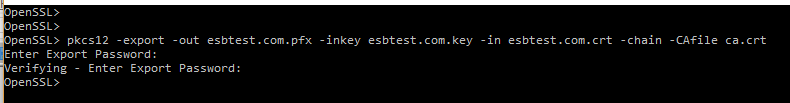 OpenSSL>
OpenSSL>
OpenSSL> pkcs12 -export -out esbtest.com.pfx -inkey esbtest.com.key -in esbtest.com.crt -chain -CAfile ca.crt
Enter Export Password:
Verifying - Enter Export Password:
OpenSSL>